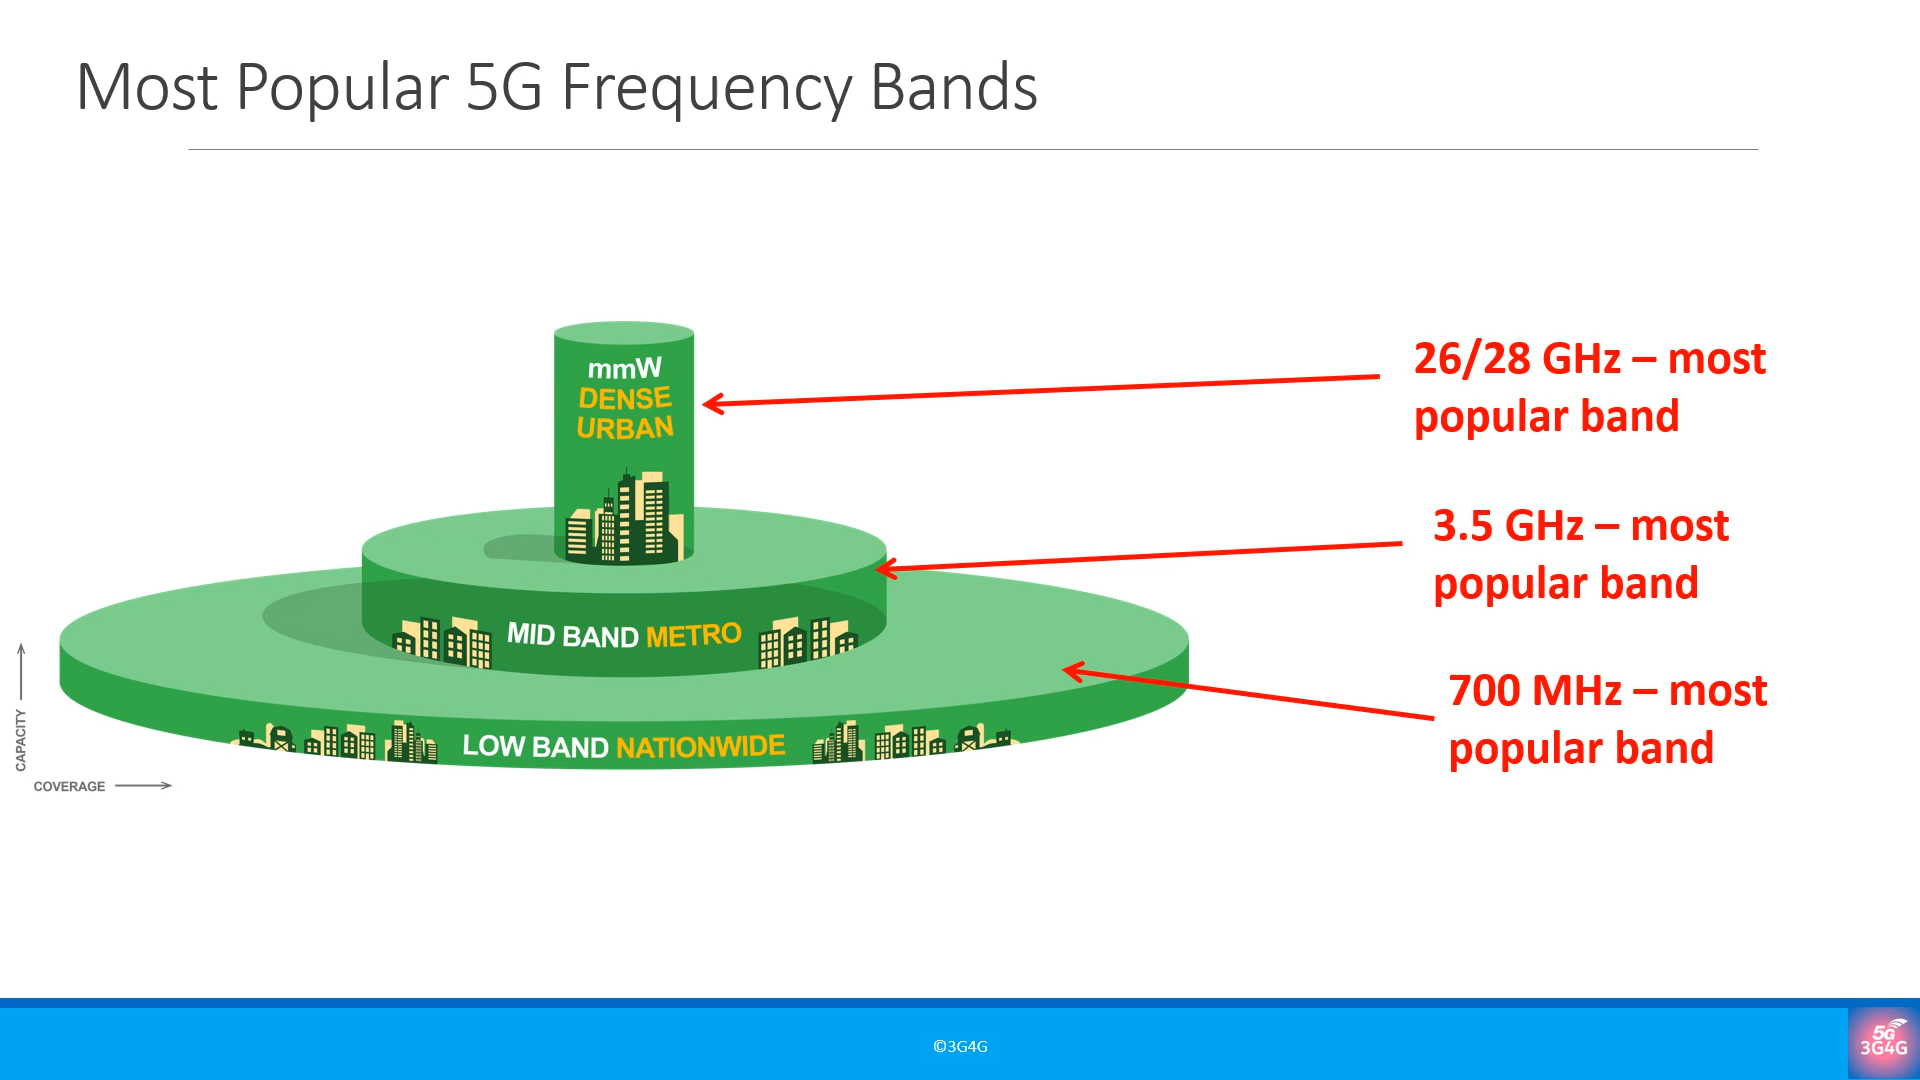 Most Popular 5G Frequency Bands
mmW
DENSE
URBAN
26/28 GHz – most
popular band
3.5 GHz – most
popular band
MID BAND METRO
700 MHz – most
popular band
LOW BAND NATIONWIDE
CAPACITY
COVERAGE
©3G4G
5G
3G4G